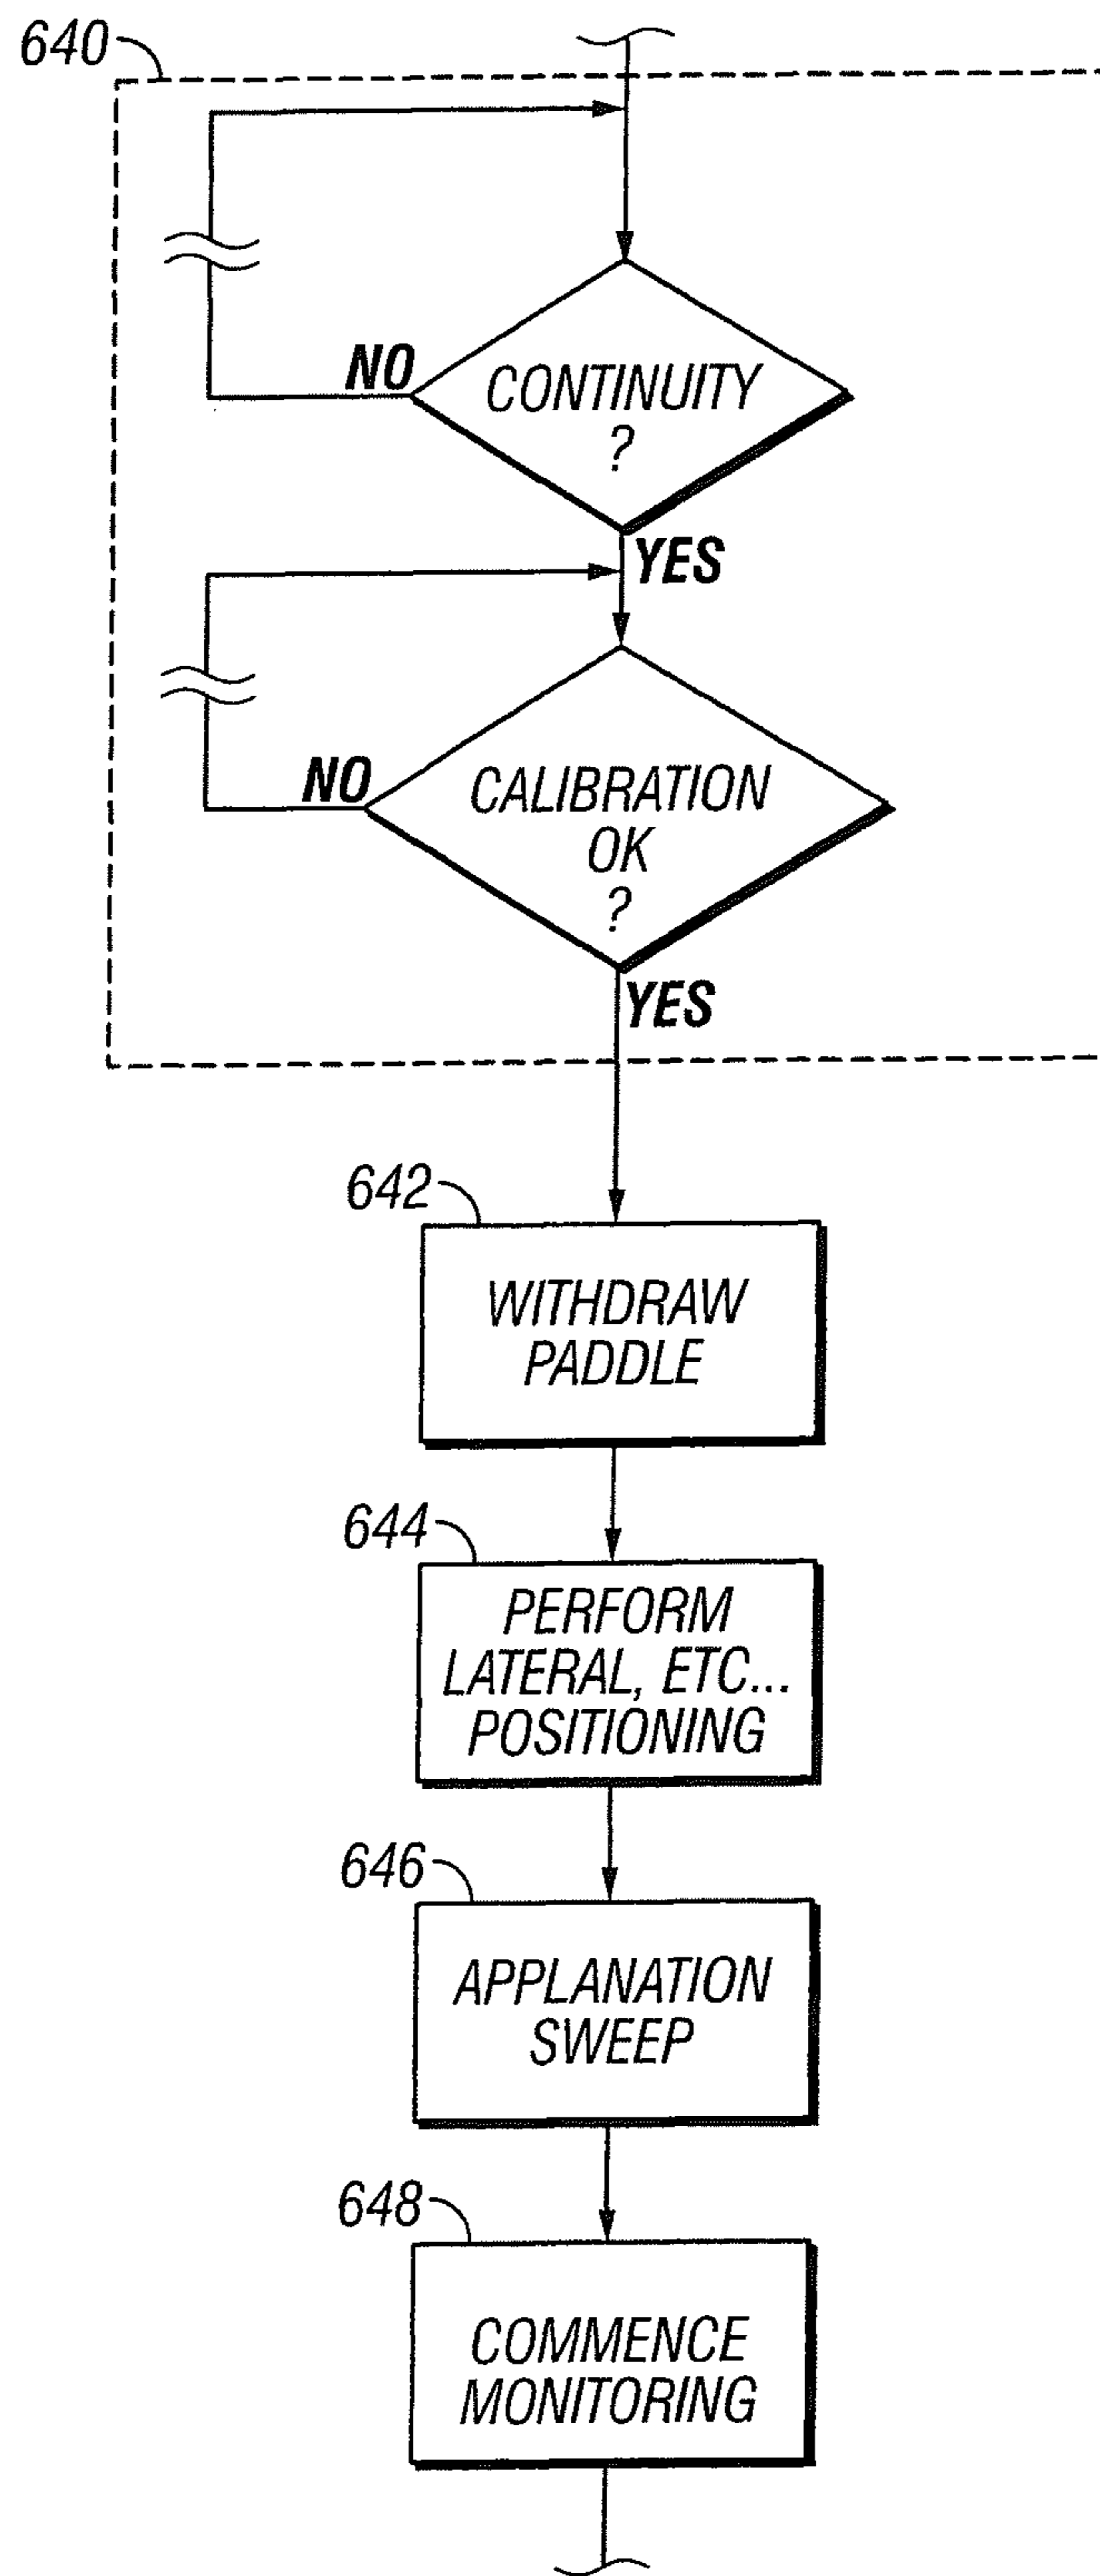 640
NO
CONTINUITY
?
YES
NO
CALIBRATION
OK
?
YES
642
WITHDRAW
PADDLE
644
PERFORM
LATERAL, ETC...
POSITIONING
646
APPLANATION
SWEEP
648
COMMENCE
MONITORING